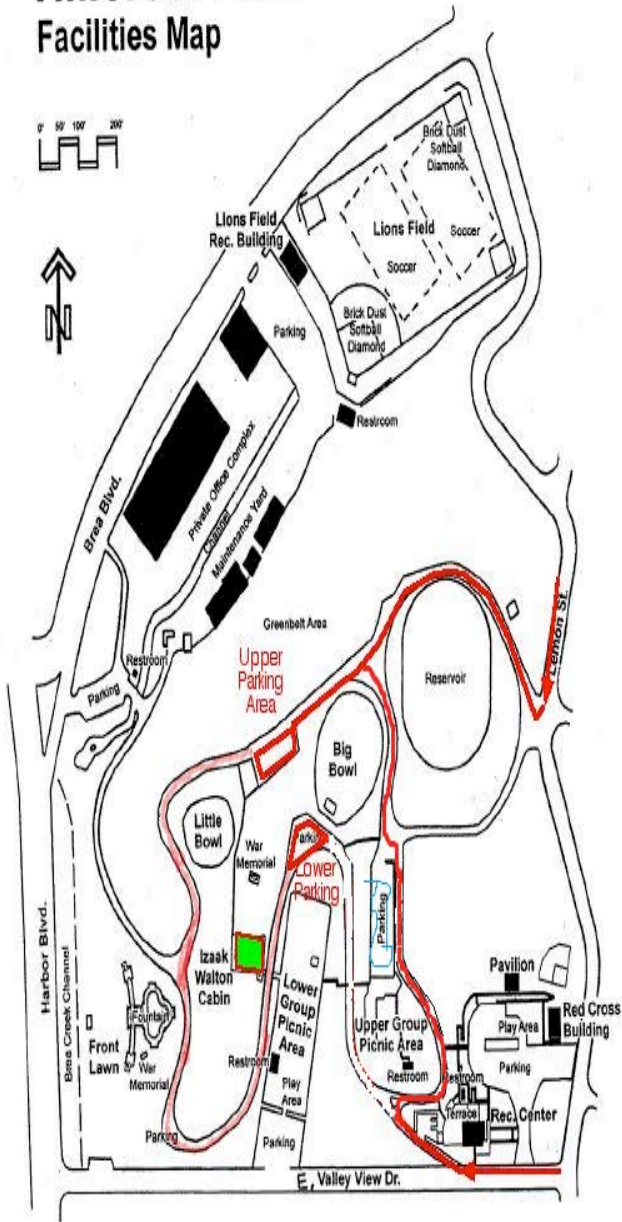 Facilities Map
0' 50' 100' 200'
N
Brick Dust
Softball
Diamond
Lions Field
Rec. Building
Lions Field
Soccer
Soccer
Brick Dust
Softball
Diamond
Parking
Restroom
Private Office Complex
Brea Blvd.
Channel
Maintenance Yard
Lemon St.
Greenbelt Area
Restroom
Upper
Parking
Area
Reservoir
Parking
Big
Bowl
Little
Bowl
War
Memorial
Parking
Lower
Parking
Parking
Harbor Blvd.
Brea Creek Channel
Izaak
Walton
Cabin
Pavilion
Lower
Group
Picnic
Area
Red Cross
Building
Fountain
Upper Group
Picnic Area
Play Area
Front
Lawn
War
Memorial
Restroom
Restroom
Restroom
Parking
Play
Area
Terrace
Rec. Center
Parking
Parking
E. Valley View Dr.